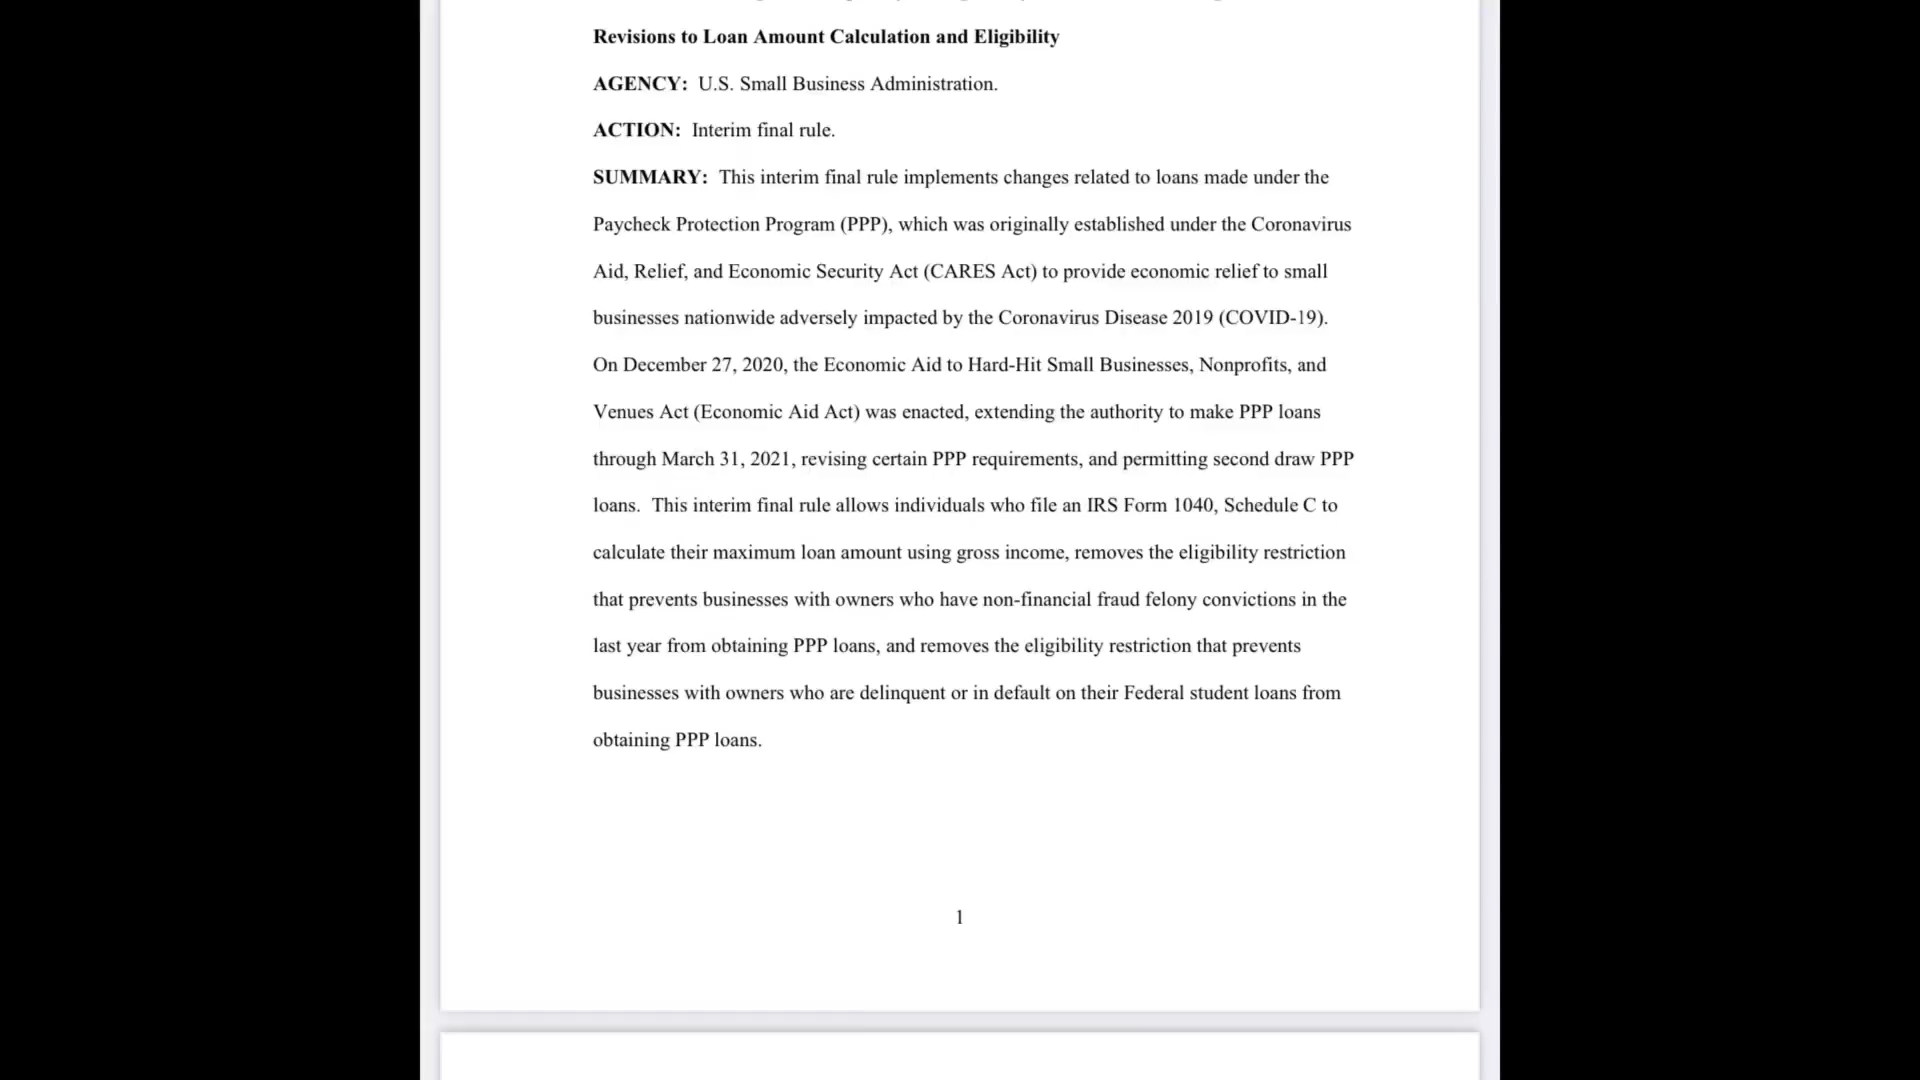 Revisions to Loan Amount Calculation and Eligibility
AGENCY: U.S. Small Business Administration.
ACTION: Interim final rule.
SUMMARY: This interim final rule implements changes related to loans made under the
Paycheck Protection Program (PPP), which was originally established under the Coronavirus
Aid, Relief, and Economic Security Act (CARES Act) to provide economic relief to small
businesses nationwide adversely impacted by the Coronavirus Disease 2019 (COVID-19).
On December 27, 2020, the Economic Aid to Hard-Hit Small Businesses, Nonprofits, and
Venues Act (Economic Aid Act) was enacted, extending the authority to make PPP loans
through March 31, 2021, revising certain PPP requirements, and permitting second draw PPP
loans. This interim final rule allows individuals who file an IRS Form 1040, Schedule C to
calculate their maximum loan amount using gross income, removes the eligibility restriction
that prevents businesses with owners who have non-financial fraud felony convictions in the
last year from obtaining PPP loans, and removes the eligibility restriction that prevents
businesses with owners who are delinquent or in default on their Federal student loans from
obtaining PPP loans.
1